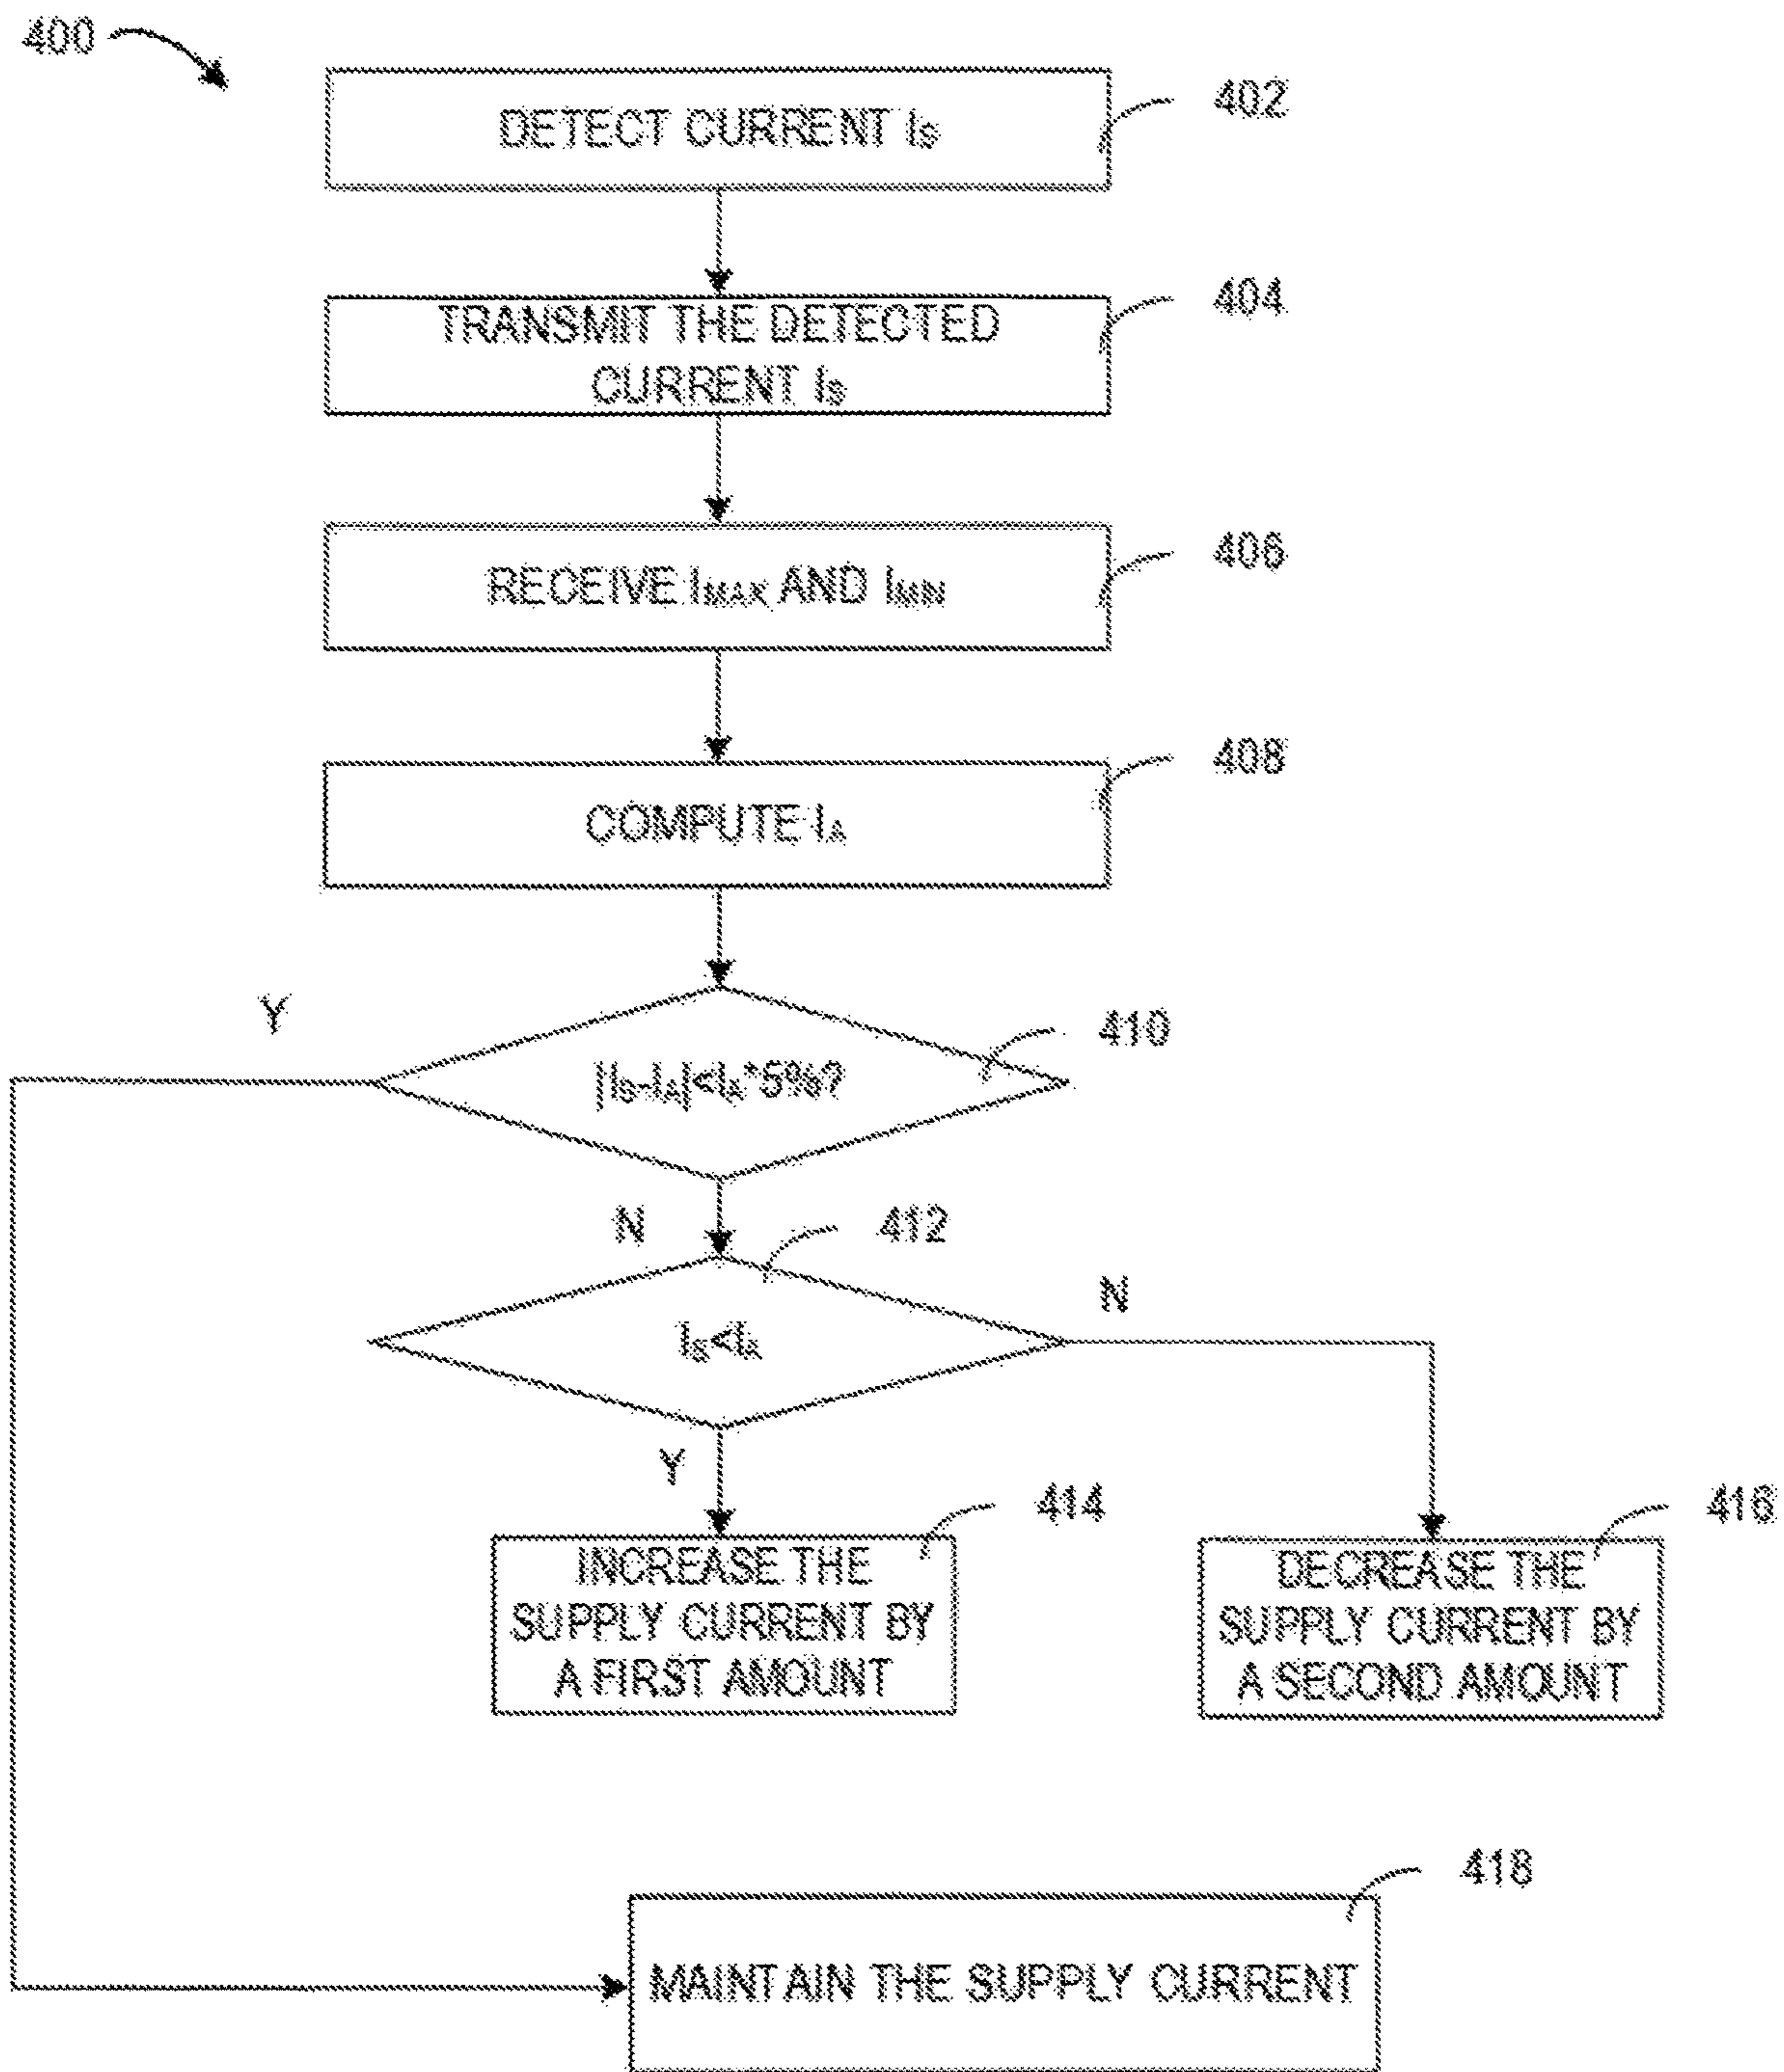 400
DETECT CURRENT IS
402
TRANSMIT THE DETECTED
CURRENT IS
404
RECEIVE IMAX AND IMIN
406
COMPUTE IA
408
Y
|IS-IA|<IA*5%?
410
N
412
IS<IA
N
Y
414
INCREASE THE
SUPPLY CURRENT BY
A FIRST AMOUNT
416
DECREASE THE
SUPPLY CURRENT BY
A SECOND AMOUNT
418
MAINTAIN THE SUPPLY CURRENT